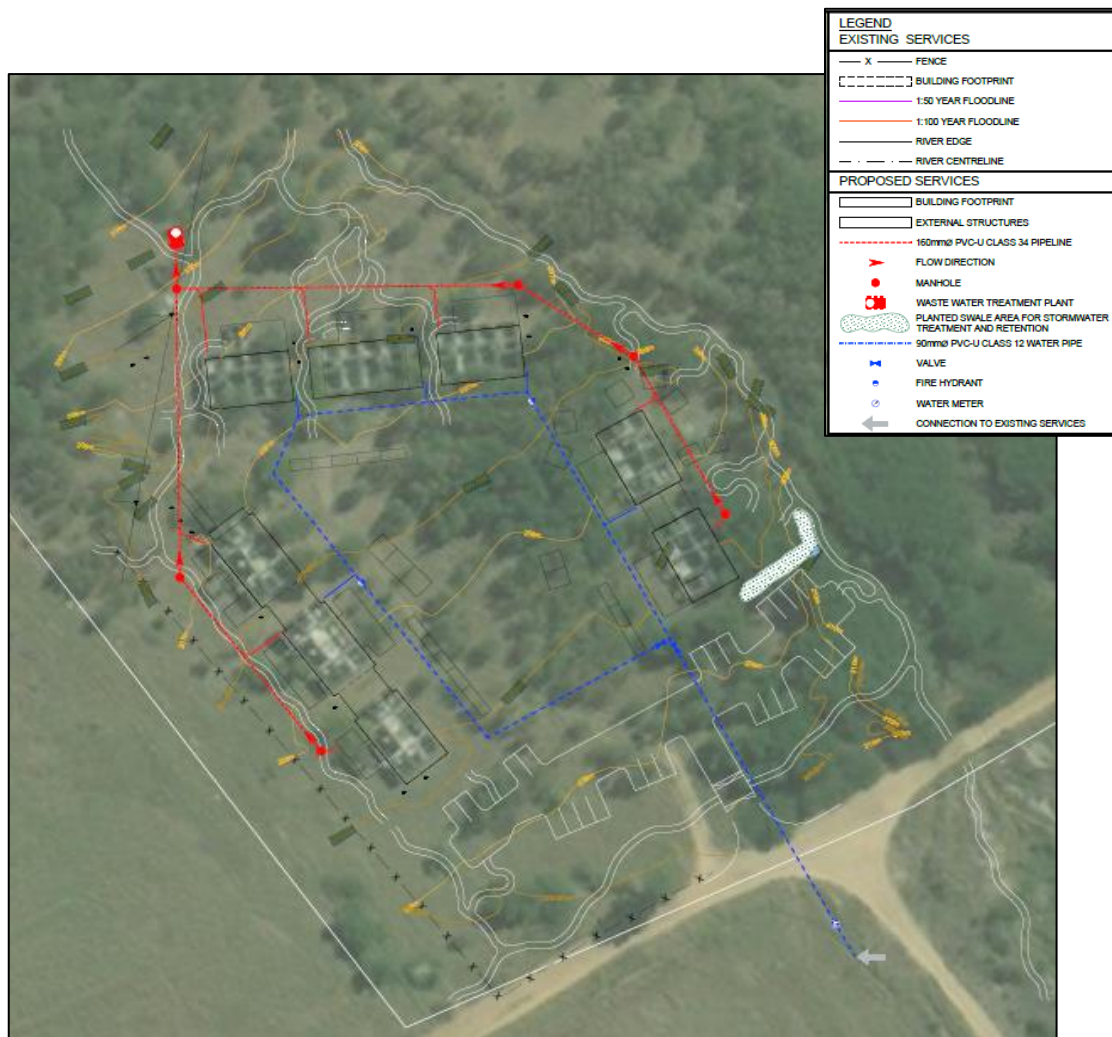 LEGEND
EXISTING SERVICES
X FENCE
BUILDING FOOTPRINT
1:50 YEAR FLOODLINE
1:100 YEAR FLOODLINE
RIVER EDGE
RIVER CENTRELINE
PROPOSED SERVICES
BUILDING FOOTPRINT
EXTERNAL STRUCTURES
160mmø PVC-U CLASS 34 PIPELINE
FLOW DIRECTION
MANHOLE
WASTE WATER TREATMENT PLANT
PLANTED SWALE AREA FOR STORMWATER
TREATMENT AND RETENTION
90mmø PVC-U CLASS 12 WATER PIPE
VALVE
FIRE HYDRANT
WATER METER
CONNECTION TO EXISTING SERVICES